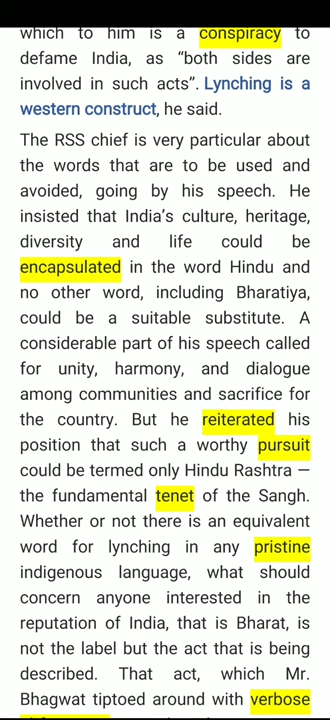 which to him is a conspiracy to
defame India, as “both sides are
involved in such acts”. Lynching is a
western construct, he said.
The RSS chief is very particular about
the words that are to be used and
avoided, going by his speech. He
insisted that India’s culture, heritage,
diversity and life could be
encapsulated in the word Hindu and
no other word, including Bharatiya,
could be a suitable substitute. A
considerable part of his speech called
for unity, harmony, and dialogue
among communities and sacrifice for
the country. But he reiterated his
position that such a worthy pursuit
could be termed only Hindu Rashtra —
the fundamental tenet of the Sangh.
Whether or not there is an equivalent
word for lynching in any pristine
indigenous language, what should
concern anyone interested in the
reputation of India, that is Bharat, is
not the label but the act that is being
described. That act, which Mr.
Bhagwat tiptoed around with verbose